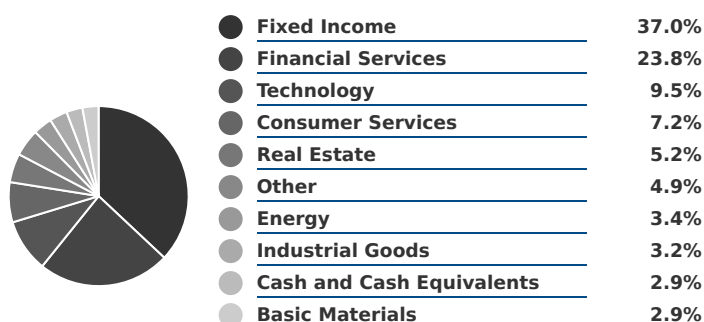 Fixed Income 37.0%
Financial Services 23.8%
Technology 9.5%
Consumer Services 7.2%
Real Estate 5.2%
Other 4.9%
Energy 3.4%
Industrial Goods 3.2%
Cash and Cash Equivalents 2.9%
Basic Materials 2.9%